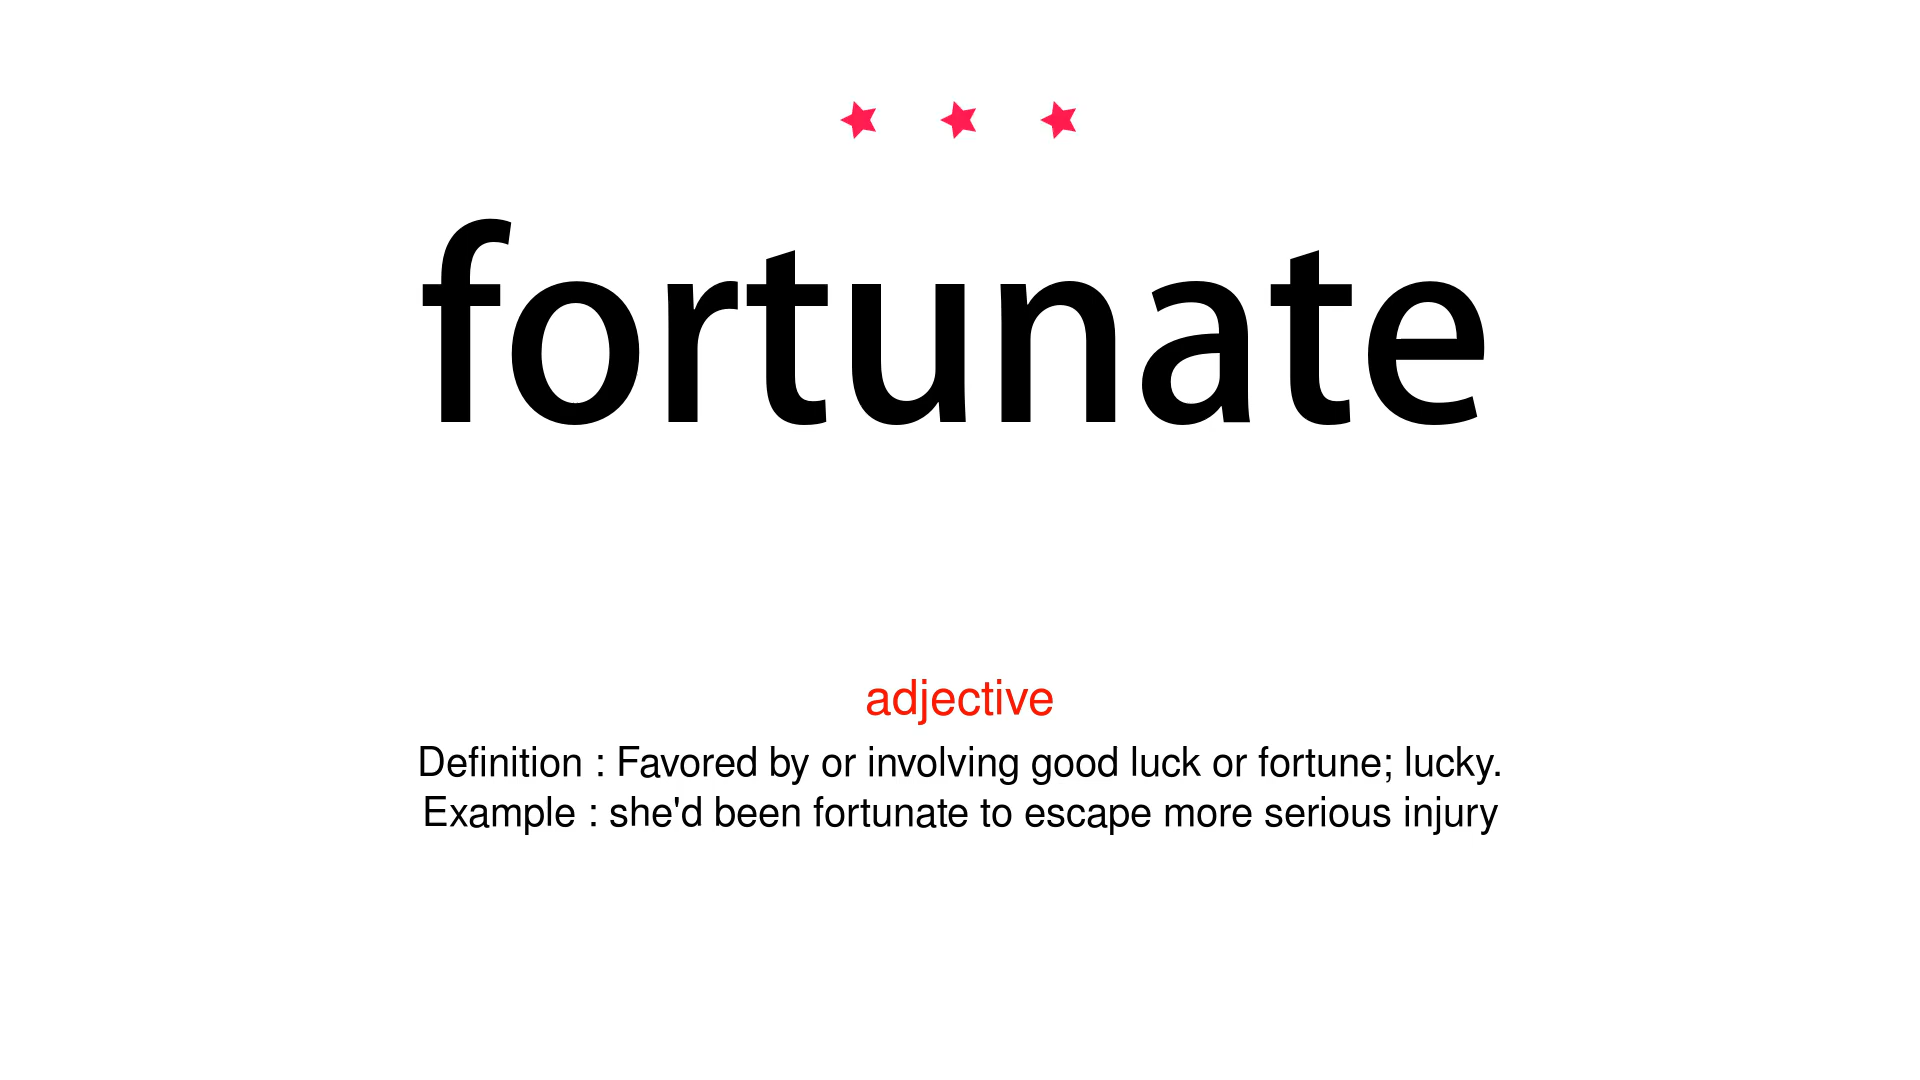 fortunate
adjective
Definition : Favored by or involving good luck or fortune; lucky.
Example : she'd been fortunate to escape more serious injury